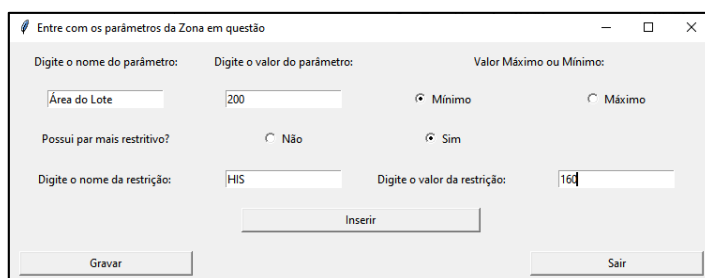 Entre com os parâmetros da Zona em questão
Digite o nome do parâmetro: Digite o valor do parâmetro: Valor Máximo ou Mínimo:
Área do Lote 200 Mínimo Máximo
Possui par mais restritivo? Não Sim
Digite o nome da restrição: HIS Digite o valor da restrição: 160
Inserir
Gravar Sair